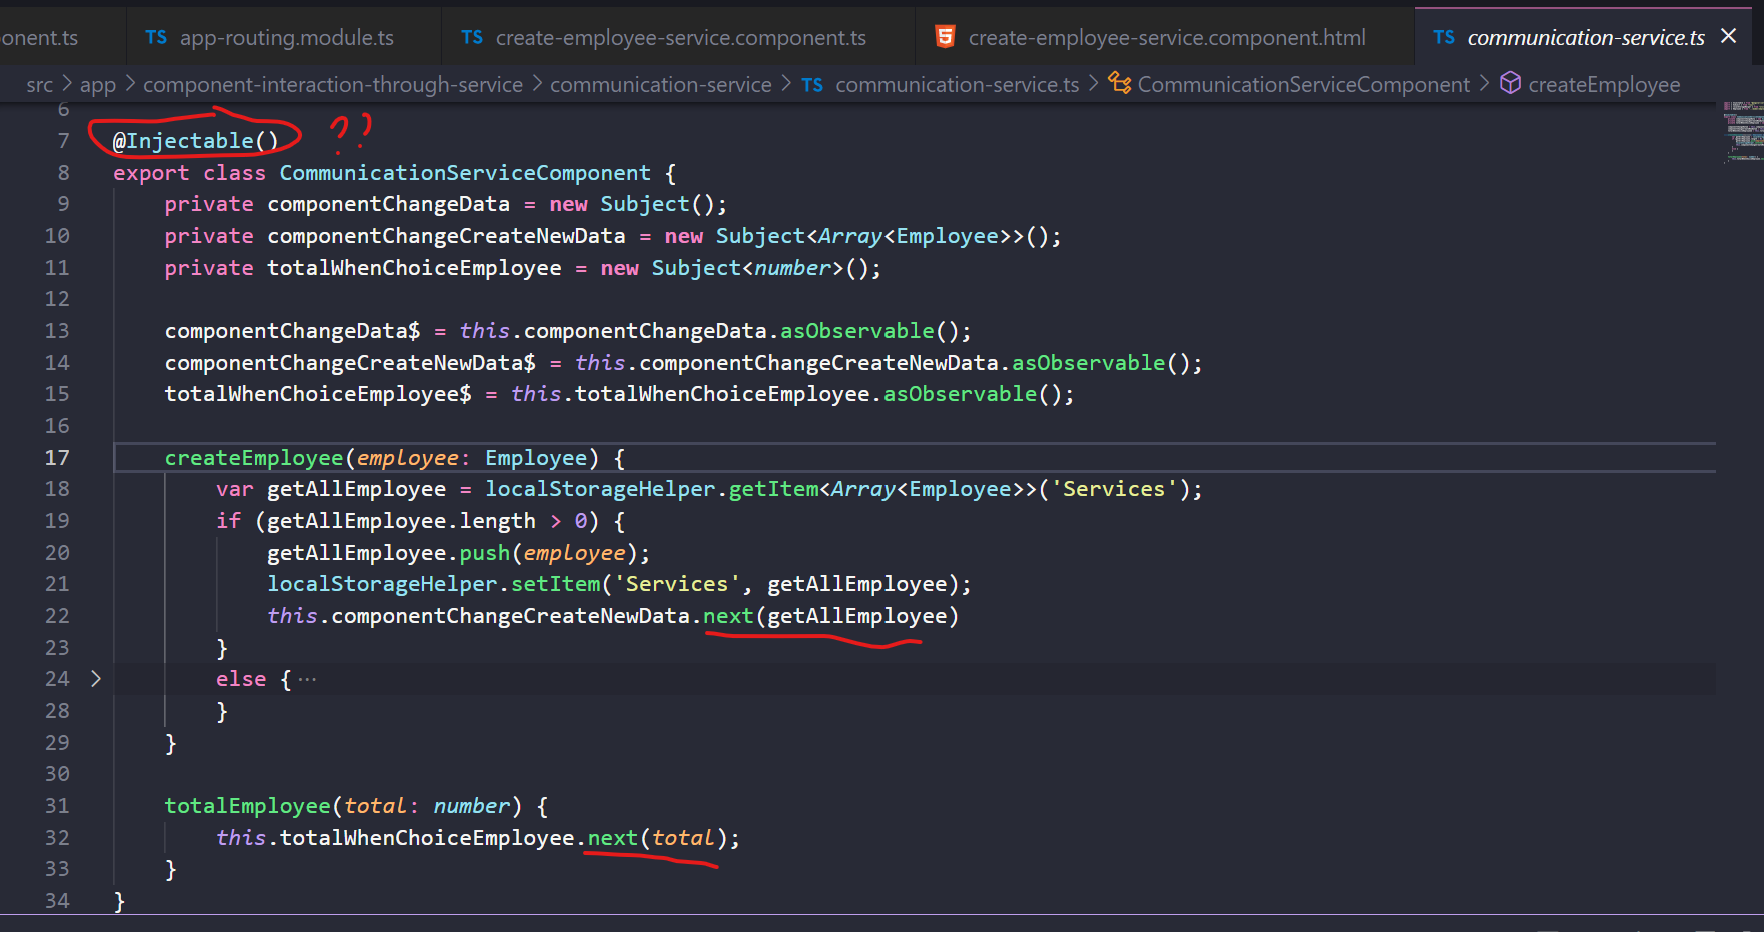 onent.ts TS app-routing.module.ts TS create-employee-service.component.ts 5 create-employee-service.component.html TS communication-service.ts
src > app > component-interaction-through-service > communication-service > TS communication-service.ts > CommunicationServiceComponent > createEmployee
6
7 @Injectable() ??
8 export class CommunicationServiceComponent {
9 private componentChangeData = new Subject();
10 private componentChangeCreateNewData = new Subject<Array<Employee>>();
11 private totalWhenChoiceEmployee = new Subject<number>();
12
13 componentChangeData$ = this.componentChangeData.asObservable();
14 componentChangeCreateNewData$ = this.componentChangeCreateNewData.asObservable();
15 totalWhenChoiceEmployee$ = this.totalWhenChoiceEmployee.asObservable();
16
17 createEmployee(employee: Employee) {
18 var getAllEmployee = localStorageHelper.getItem<Array<Employee>>('Services');
19 if (getAllEmployee.length > 0) {
20 getAllEmployee.push(employee);
21 localStorageHelper.setItem('Services', getAllEmployee);
22 this.componentChangeCreateNewData.next(getAllEmployee)
23 }
24 else { ···
28 }
29 }
30
31 totalEmployee(total: number) {
32 this.totalWhenChoiceEmployee.next(total);
33 }
34 }